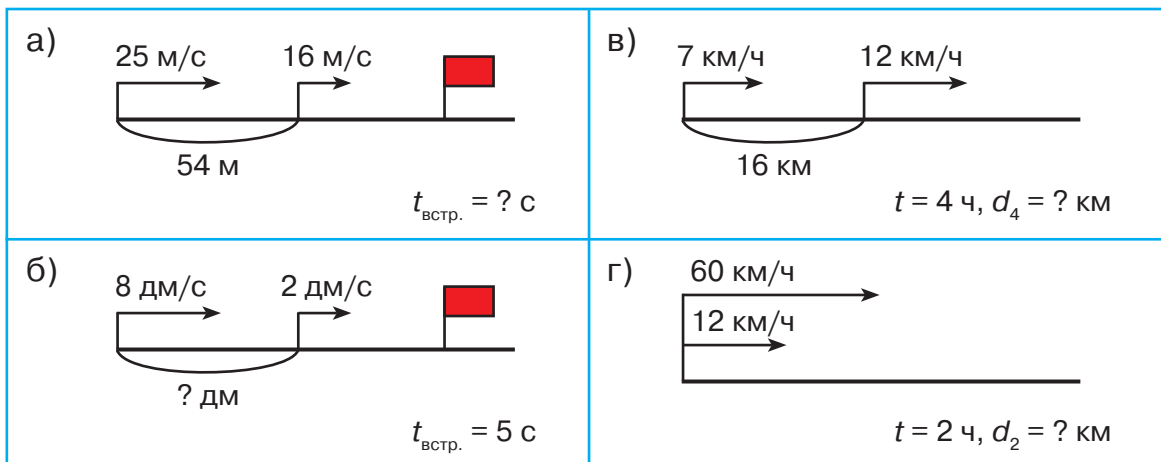 а)
25 м/с 16 м/с
54 м
tвстр. = ? с
в)
7 км/ч 12 км/ч
16 км
t = 4 ч, d4 = ? км
б)
8 дм/с 2 дм/с
? дм
tвстр. = 5 с
г)
60 км/ч
12 км/ч
t = 2 ч, d2 = ? км